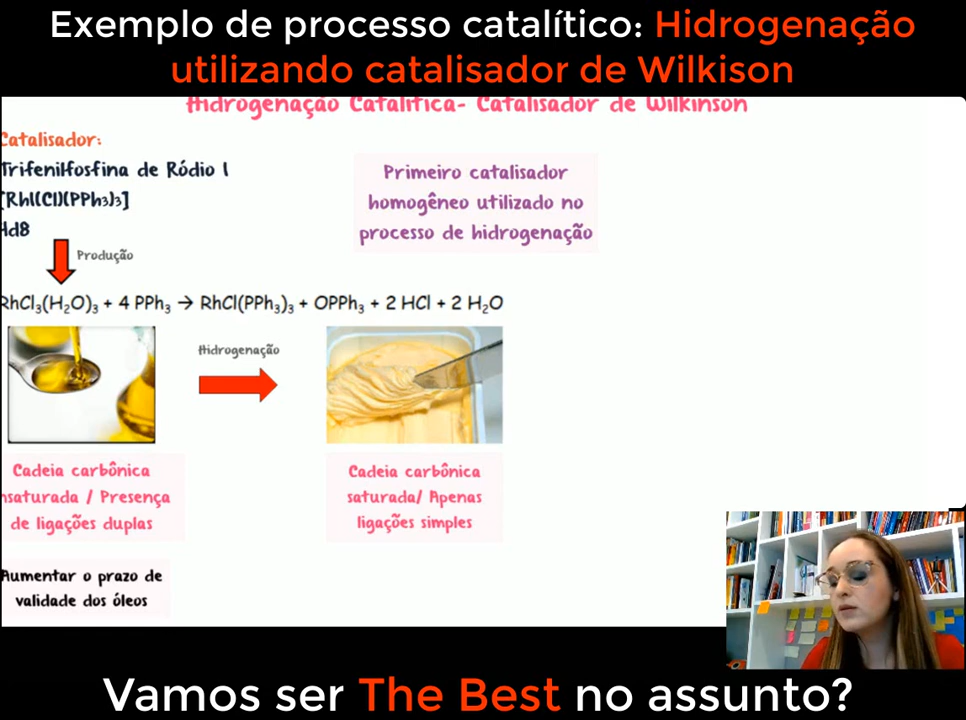 Exemplo de processo catalítico: Hidrogenação
utilizando catalisador de Wilkison
Hidrogenação Catalítica- Catalisador de Wilkinson
Catalisador:
Trifenilfosfina de Ródio I
[RhI(Cl)(PPh₃)₃]
4d8
Primeiro catalisador
homogêneo utilizado no
processo de hidrogenação
Produção
RhCl₃(H₂O)₃ + 4 PPh₃ → RhCl(PPh₃)₃ + OPPh₃ + 2 HCl + 2 H₂O
Hidrogenação
Cadeia carbônica
nsaturada / Presença
de ligações duplas
Cadeia carbônica
saturada/ Apenas
ligações simples
Aumentar o prazo de
validade dos óleos
Vamos ser The Best no assunto?